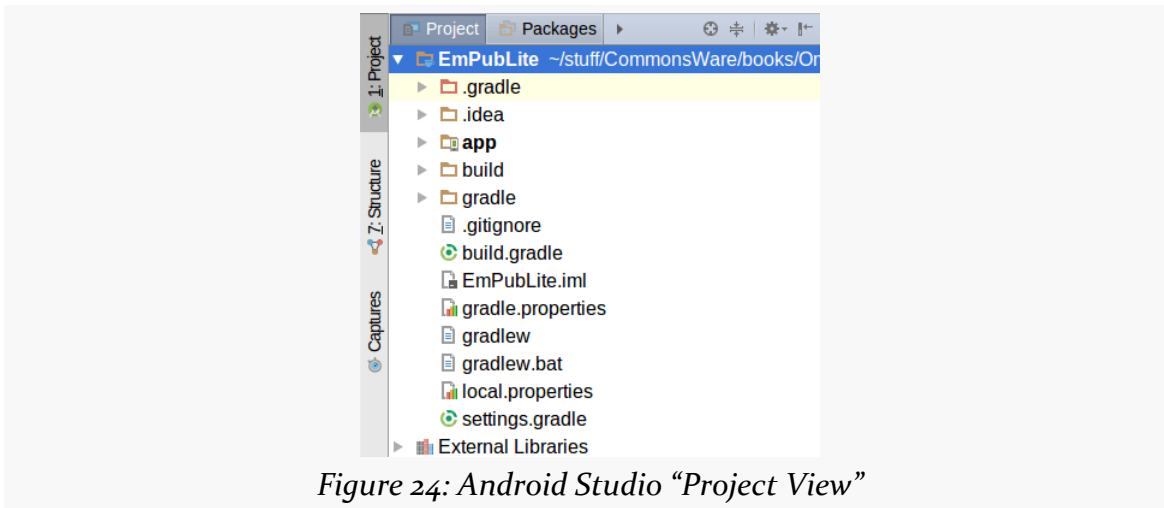 Project Packages
1: Project
EmPubLite ~/stuff/CommonsWare/books/Or
.gradle
.idea
app
build
gradle
7: Structure
.gitignore
build.gradle
EmPubLite.iml
gradle.properties
gradlew
Captures
gradlew.bat
local.properties
settings.gradle
External Libraries
Figure 24: Android Studio “Project View”